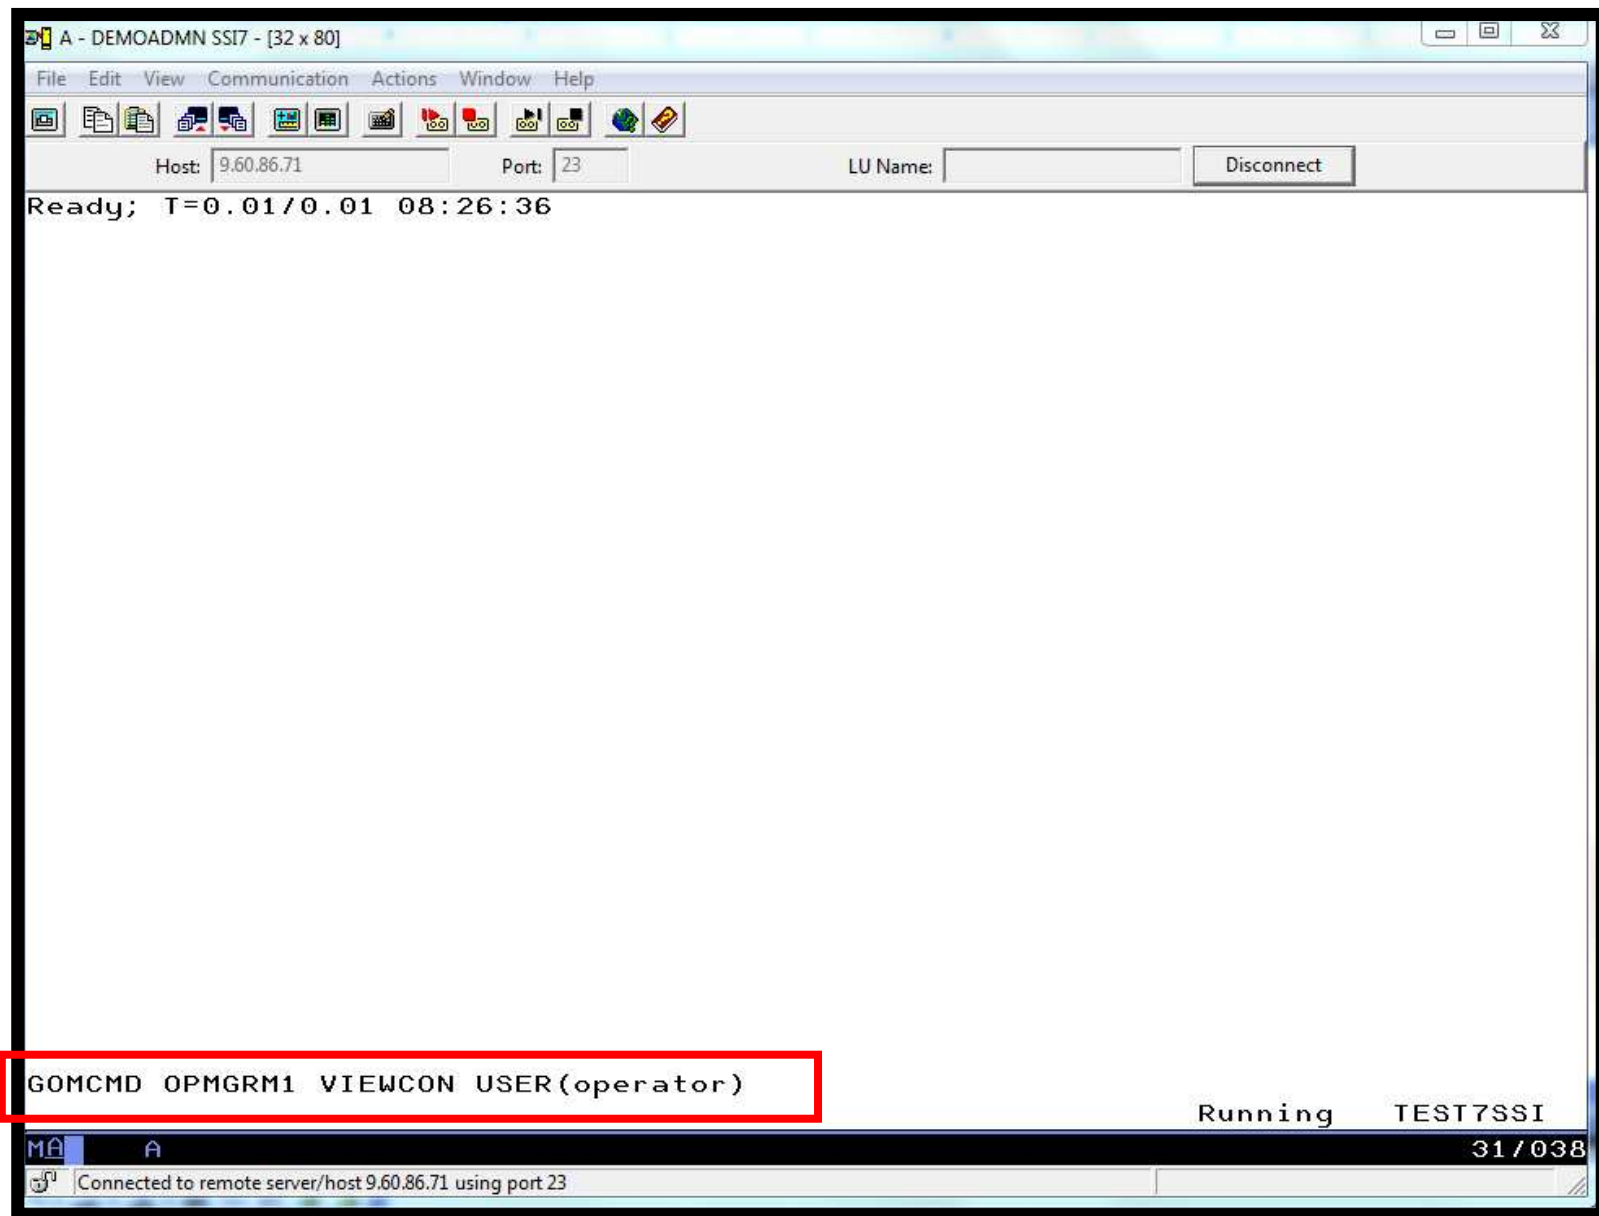 A - DEMOADMN SSI7 - [32 x 80]
File Edit View Communication Actions Window Help
Host: 9.60.86.71 Port: 23 LU Name: Disconnect
Ready; T=0.01/0.01 08:26:36
GOMCMD OPMGRM1 VIEWCON USER(operator)
Running TEST7SSI
MA A 31/038
Connected to remote server/host 9.60.86.71 using port 23